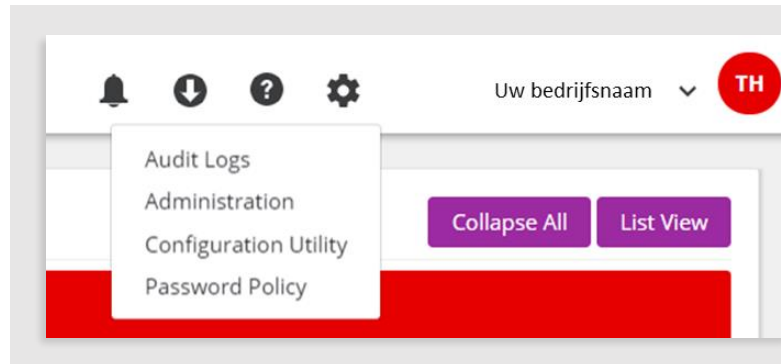 Uw bedrijfsnaam
TH
Audit Logs
Administration
Configuration Utility
Password Policy
Collapse All
List View